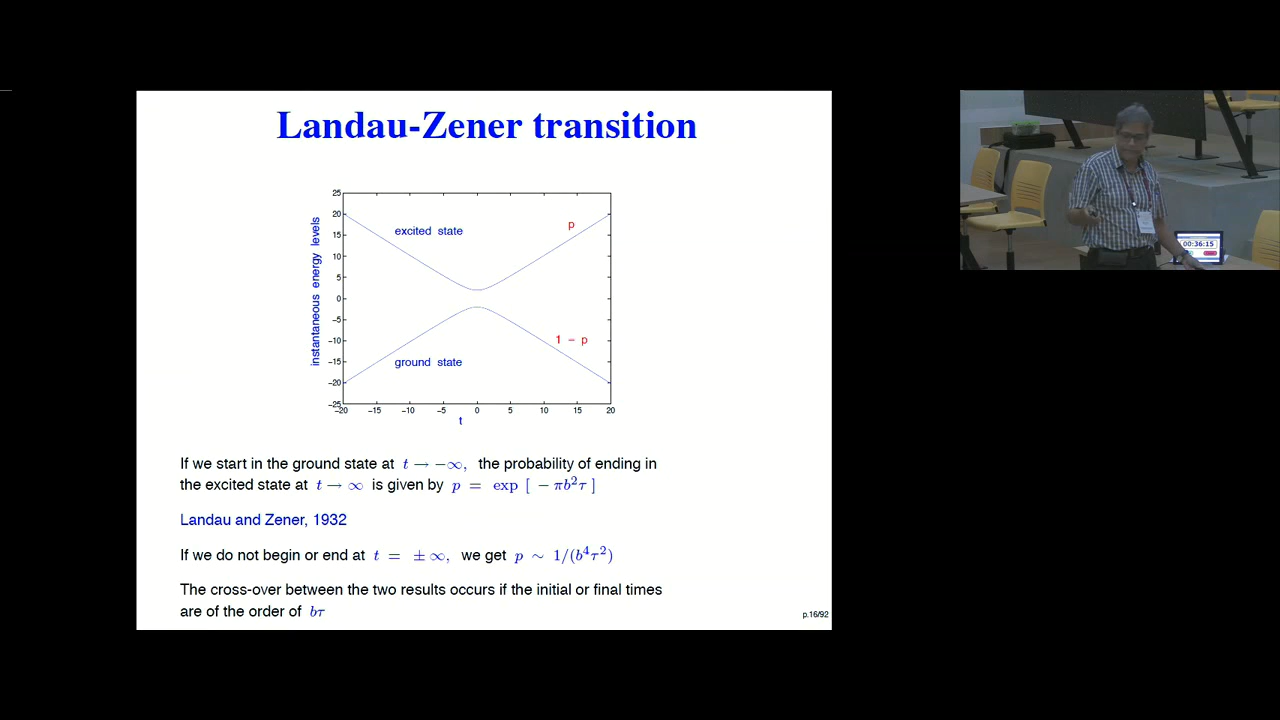 Landau-Zener transition
25
20
15
10
5
0
−5
−10
−15
−20
−25
instantaneous energy levels
excited state
p
1 − p
ground state
−20 −15 −10 −5 0 5 10 15 20
t
If we start in the ground state at t → −∞, the probability of ending in
the excited state at t → ∞ is given by p = exp [ − πb²τ ]
Landau and Zener, 1932
If we do not begin or end at t = ± ∞, we get p ∼ 1/(b⁴τ²)
The cross-over between the two results occurs if the initial or final times
are of the order of bτ
p.16/92
00:36:15